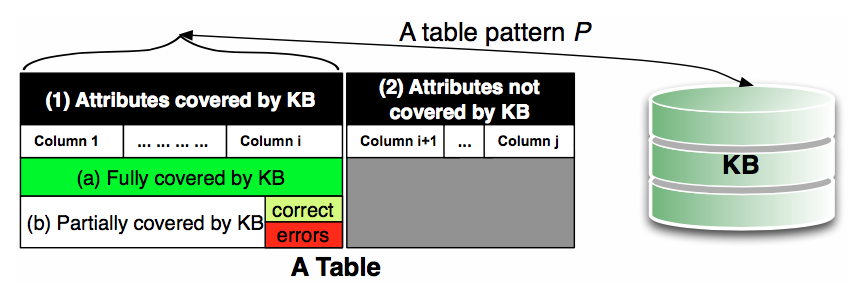 A table pattern P
(1) Attributes covered by KB
(2) Attributes not
covered by KB
Column 1
... ... ... ...
Column i
Column i+1
...
Column j
(a) Fully covered by KB
(b) Partially covered by KB
correct
errors
KB
A Table